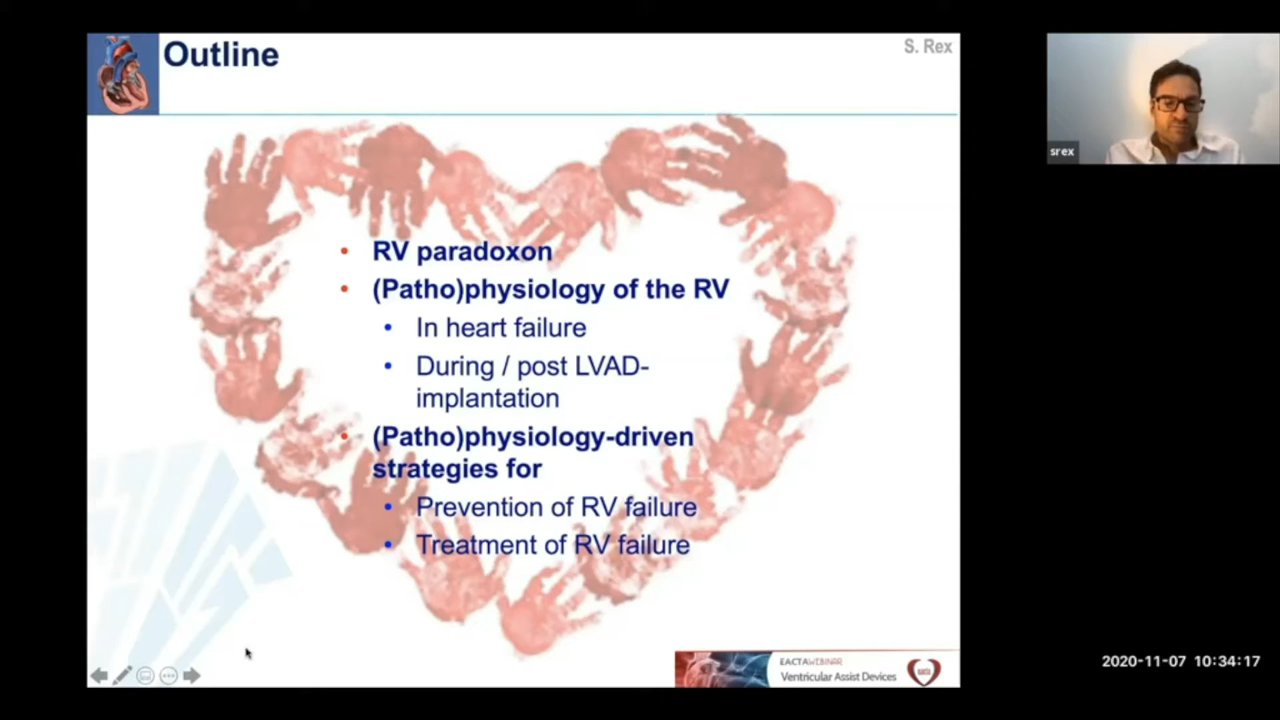 Outline
S. Rex
srex
RV paradoxon
(Patho)physiology of the RV
In heart failure
During / post LVAD-
implantation
(Patho)physiology-driven
strategies for
Prevention of RV failure
Treatment of RV failure
EACTAWEBINAR
Ventricular Assist Devices
EACTA
2020-11-07 10:34:17